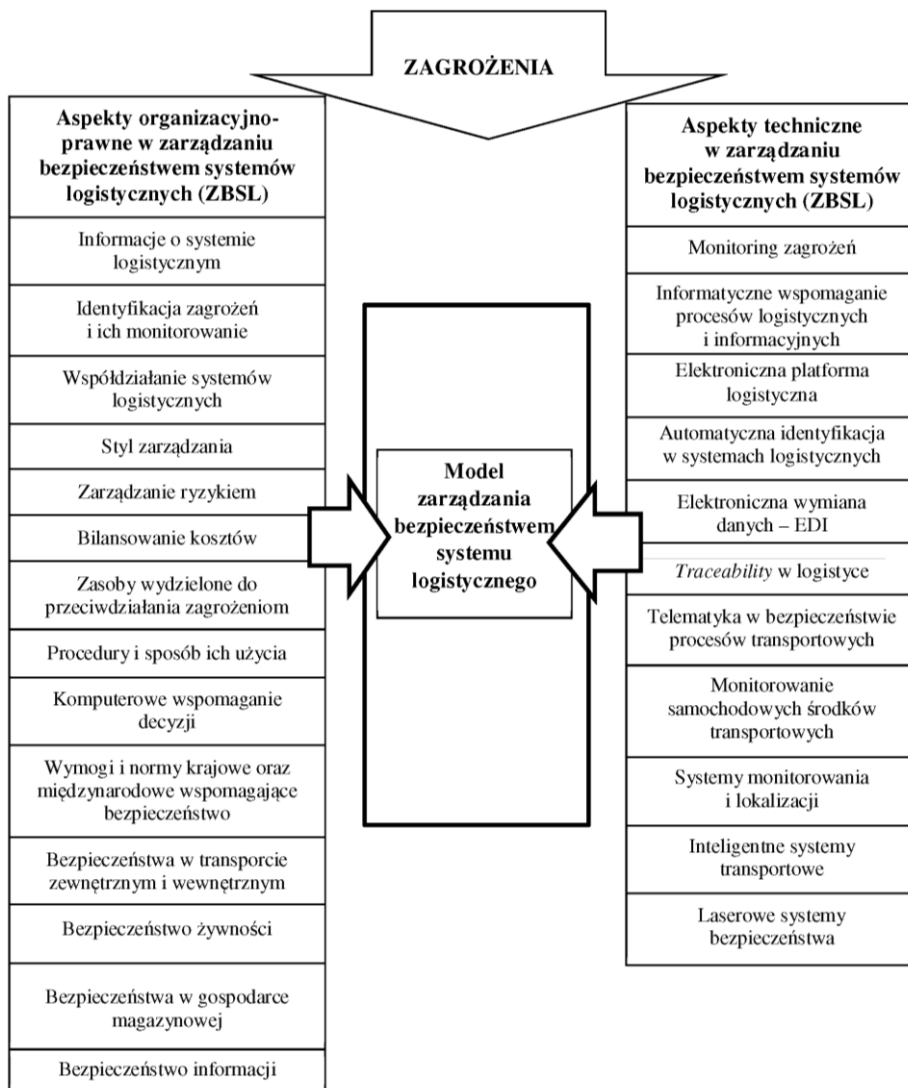 ZAGROŻENIA
Aspekty organizacyjno-
prawne w zarządzaniu
bezpieczeństwem systemów
logistycznych (ZBSL)
Informacje o systemie
logistycznym
Identyfikacja zagrożeń
i ich monitorowanie
Współdziałanie systemów
logistycznych
Styl zarządzania
Zarządzanie ryzykiem
Bilansowanie kosztów
Zasoby wydzielone do
przeciwdziałania zagrożeniom
Procedury i sposób ich użycia
Komputerowe wspomaganie
decyzji
Wymogi i normy krajowe oraz
międzynarodowe wspomagające
bezpieczeństwo
Bezpieczeństwa w transporcie
zewnętrznym i wewnętrznym
Bezpieczeństwo żywności
Bezpieczeństwa w gospodarce
magazynowej
Bezpieczeństwo informacji
Model
zarządzania
bezpieczeństwem
systemu
logistycznego
Aspekty techniczne
w zarządzaniu
bezpieczeństwem systemów
logistycznych (ZBSL)
Monitoring zagrożeń
Informatyczne wspomaganie
procesów logistycznych
i informacyjnych
Elektroniczna platforma
logistyczna
Automatyczna identyfikacja
w systemach logistycznych
Elektroniczna wymiana
danych – EDI
Traceability w logistyce
Telematyka w bezpieczeństwie
procesów transportowych
Monitorowanie
samochodowych środków
transportowych
Systemy monitorowania
i lokalizacji
Inteligentne systemy
transportowe
Laserowe systemy
bezpieczeństwa